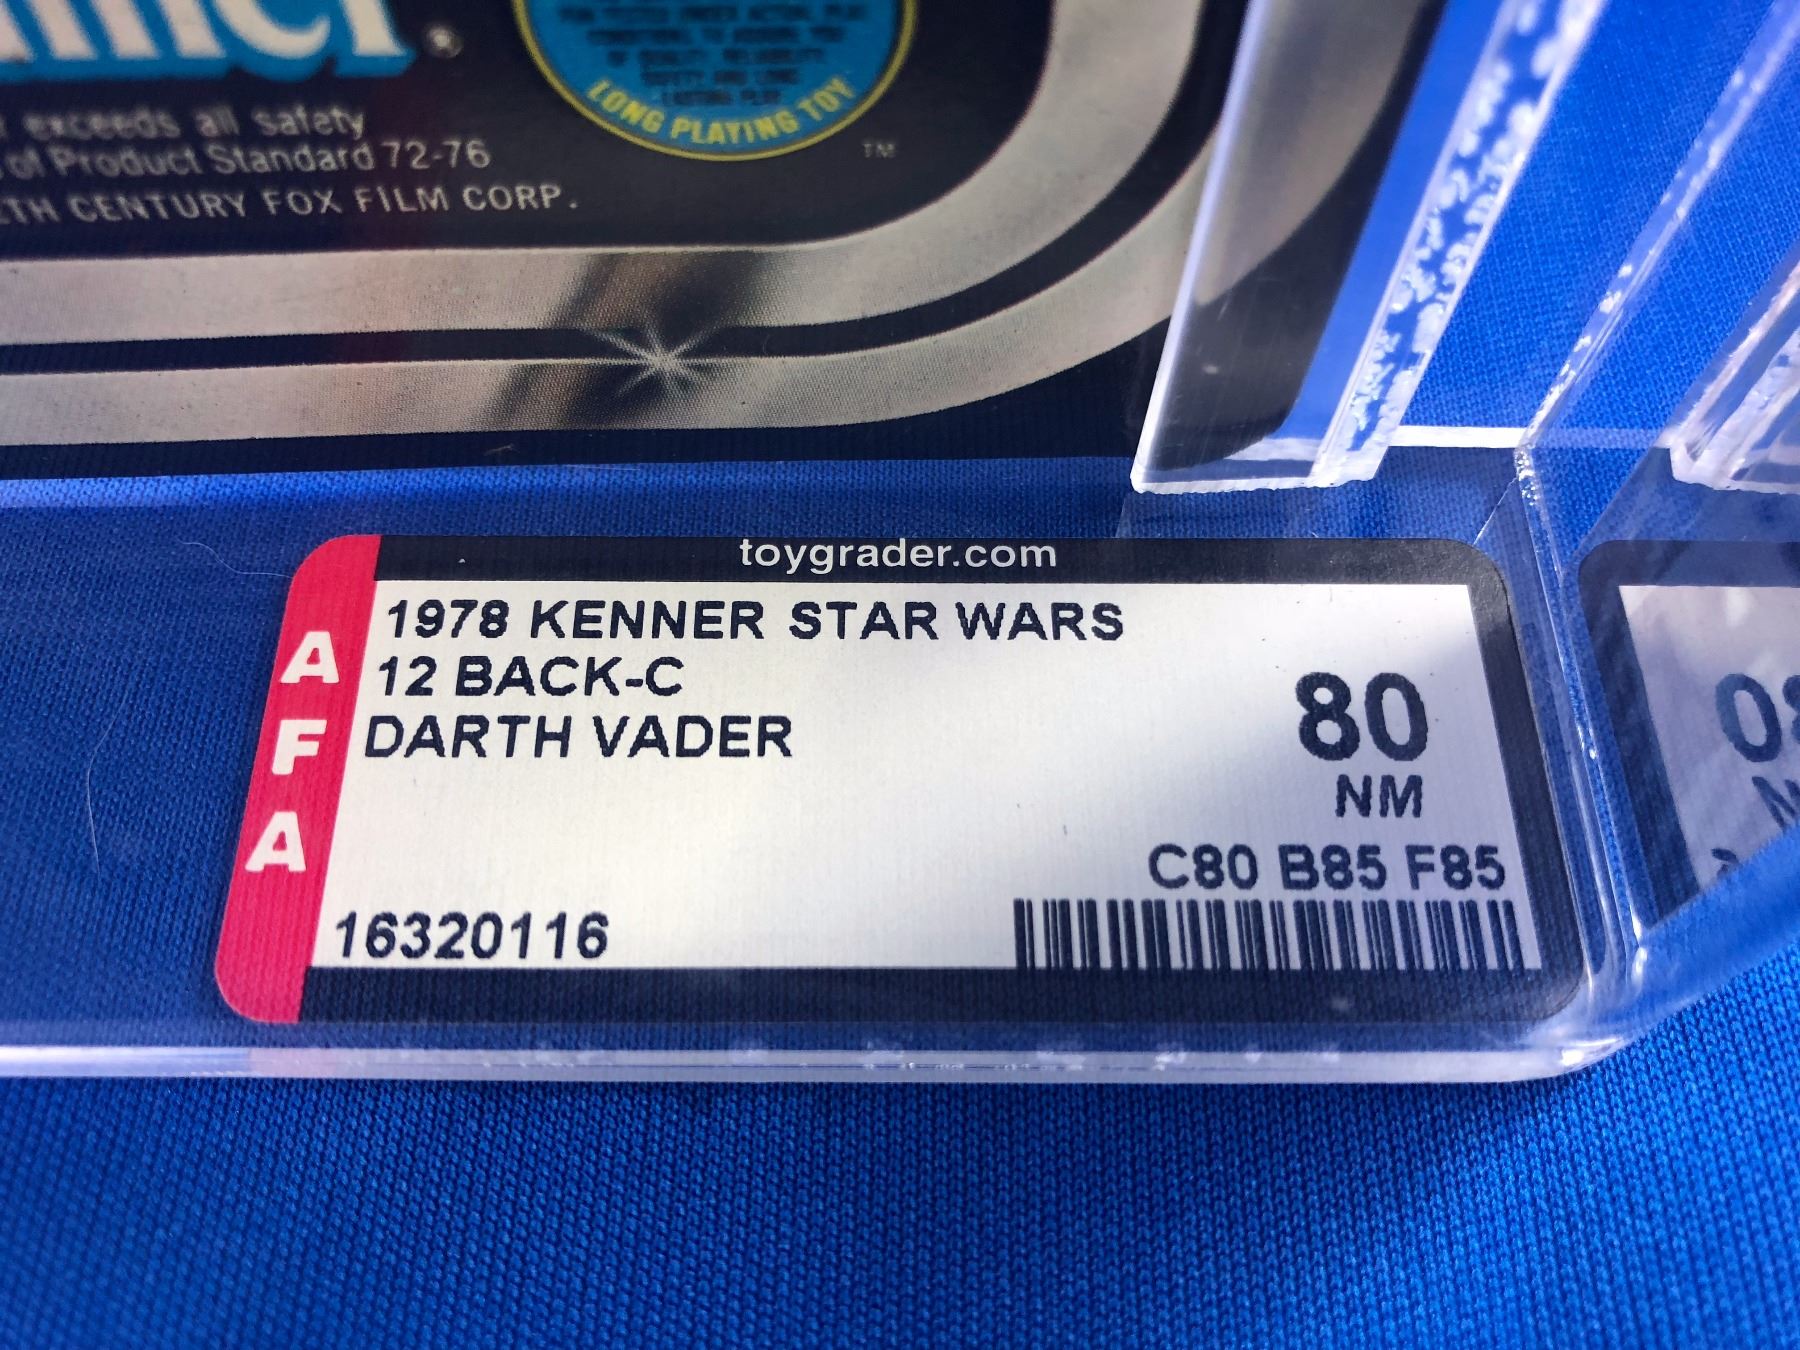 LONG PLAYING TOY
TM
exceeds all safety
of Product Standard 72-76
CENTURY FOX FILM CORP.
toygrader.com
AFA
1978 KENNER STAR WARS
12 BACK-C
DARTH VADER
80
NM
C80 B85 F85
16320116